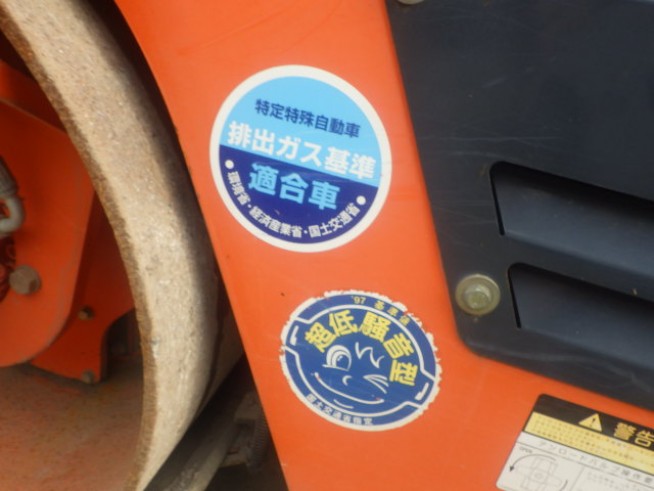 特定特殊自動車
排出ガス基準
適合車
・環境省・経済産業省・国土交通省・
'97 基準値
超低騒音型
国土交通省指定
警告